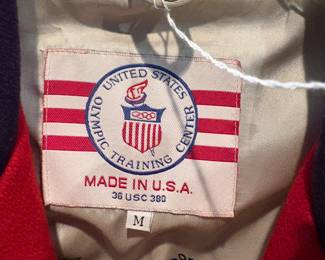 UNITED STATES
OLYMPIC TRAINING CENTER
MADE IN U.S.A.
36 USC 380
M